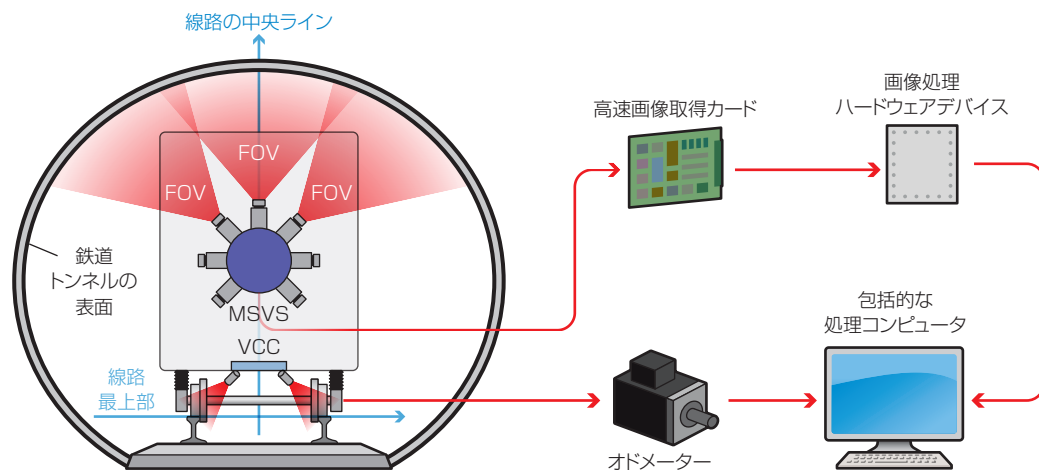 線路の中央ライン
高速画像取得カード
画像処理
ハードウェアデバイス
FOV
FOV
FOV
鉄道
トンネルの
表面
MSVS
VCC
線路
最上部
包括的な
処理コンピュータ
オドメーター